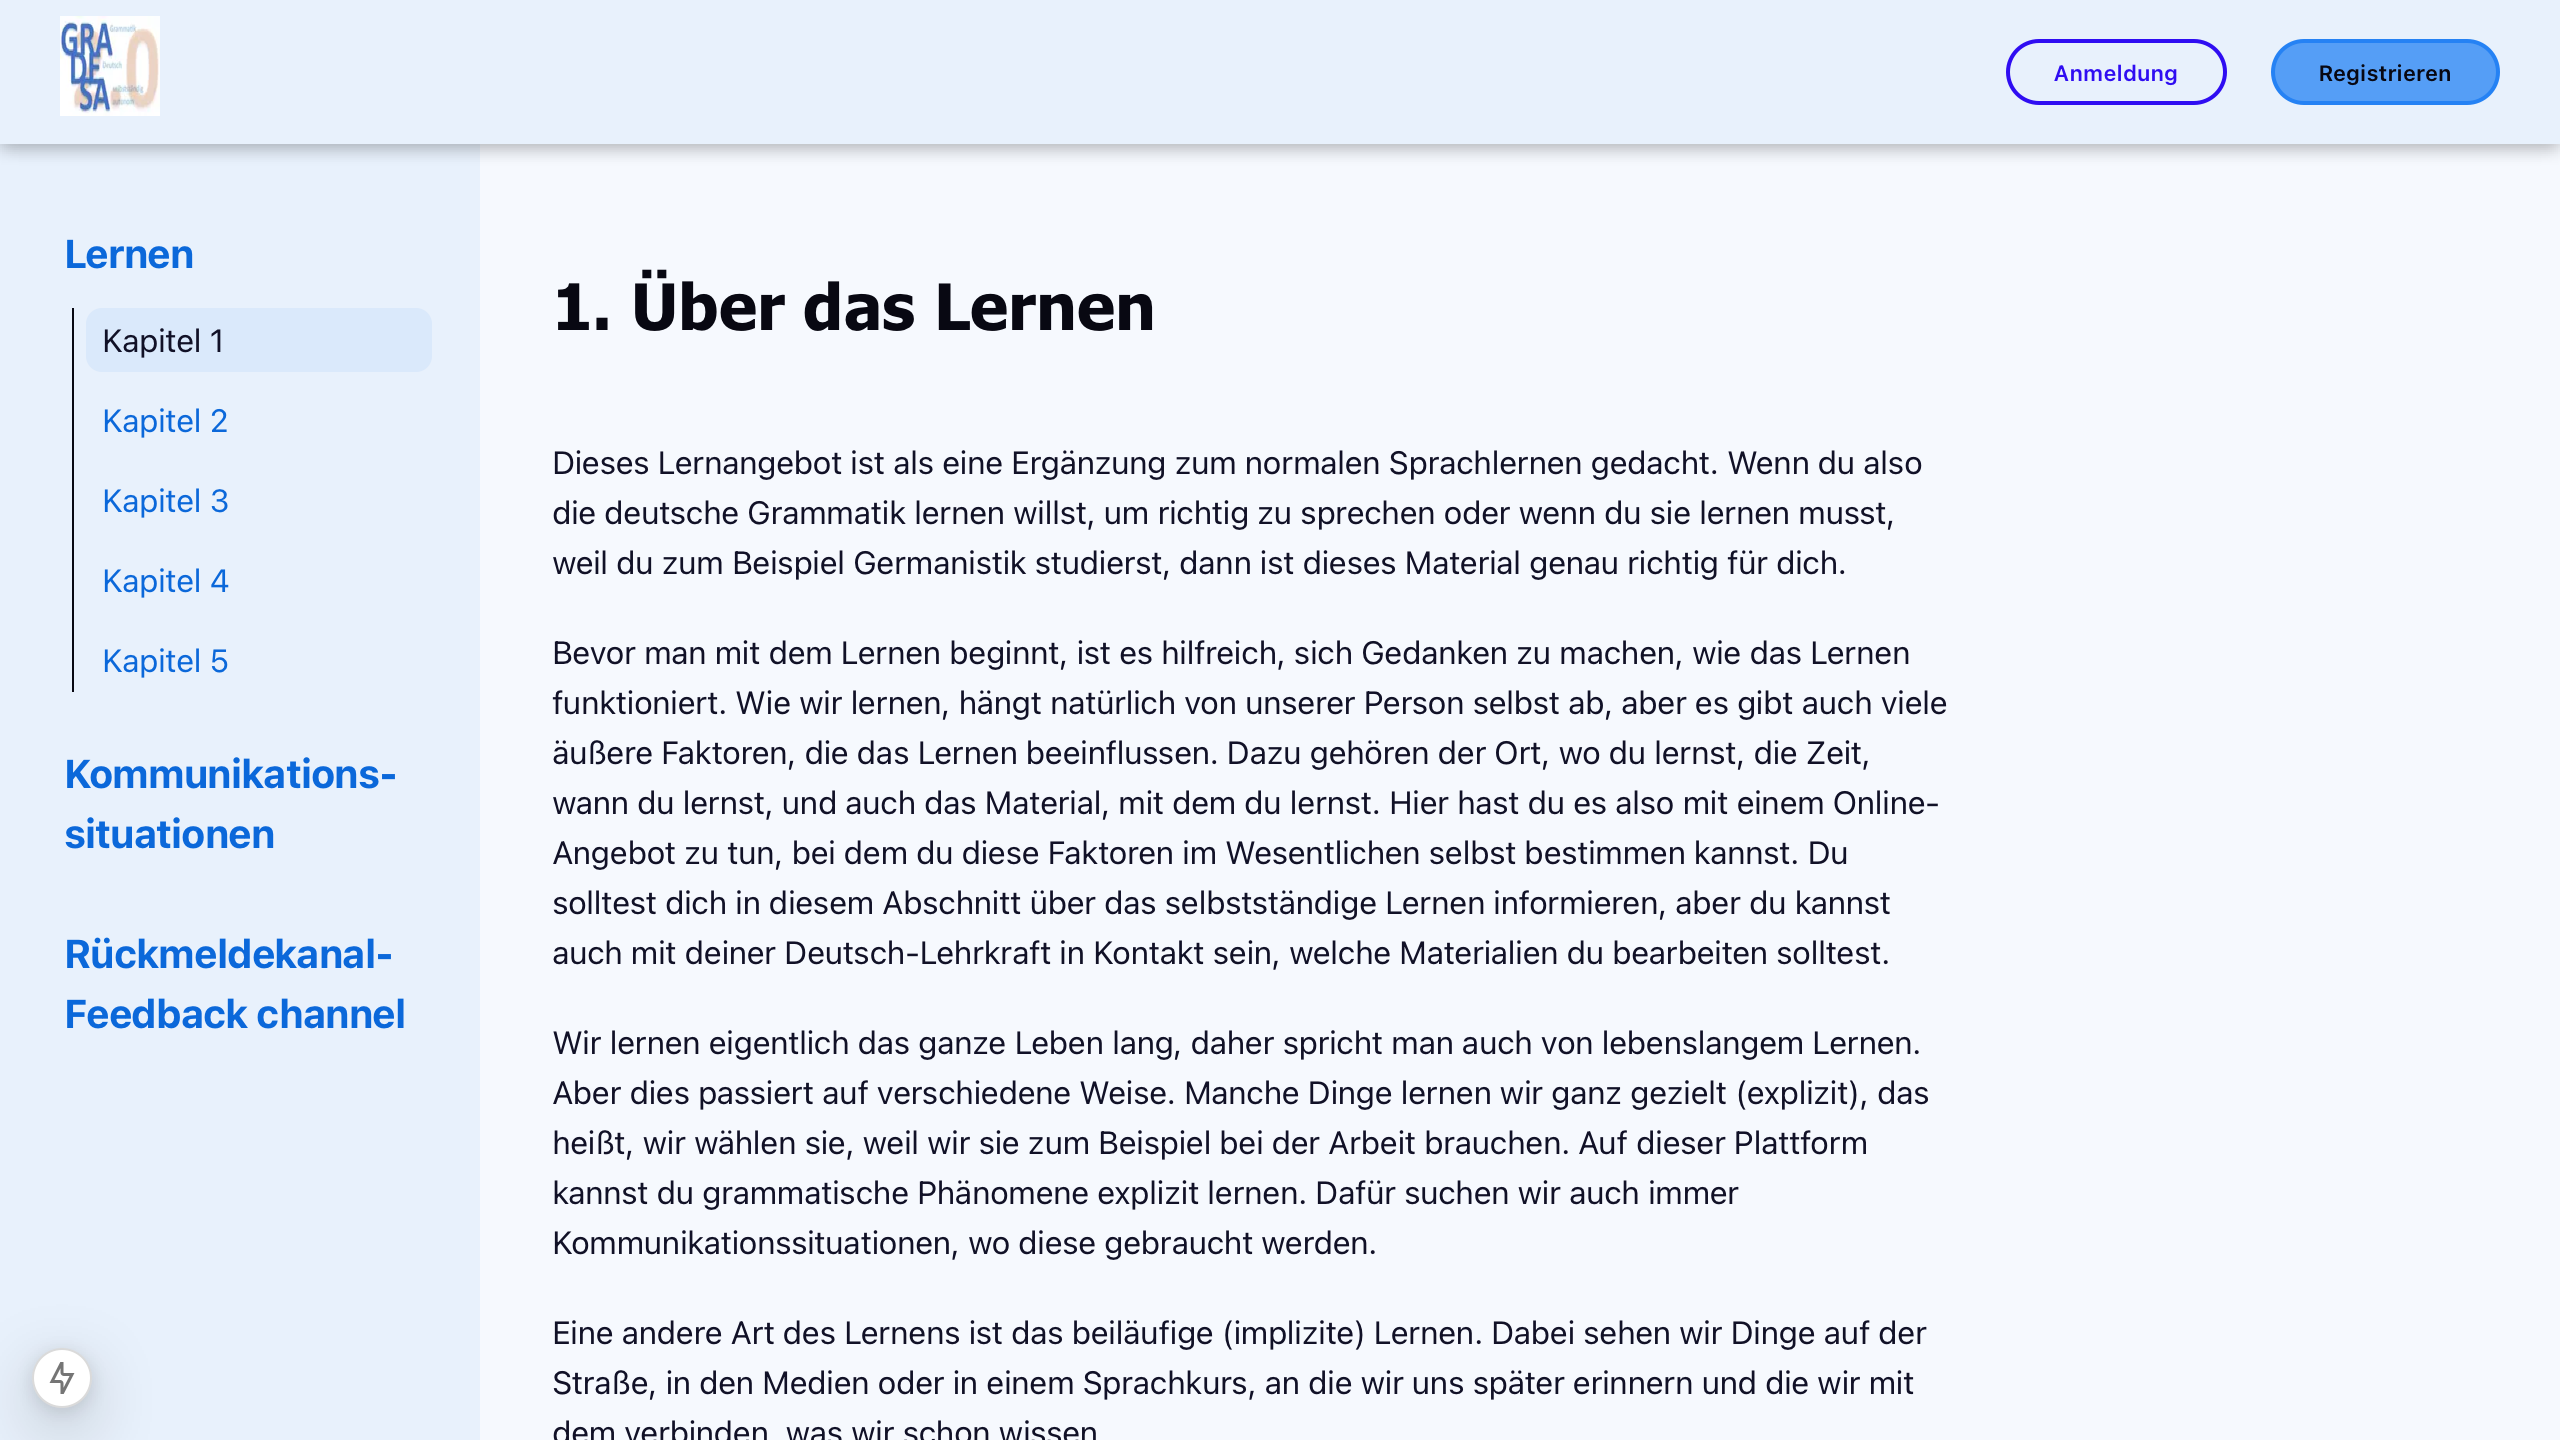 GRA
DE
SA
2.0
Grammatik
Deutsch
Anmeldung
Registrieren
Lernen
Kapitel 1
Kapitel 2
Kapitel 3
Kapitel 4
Kapitel 5
Kommunikations-
situationen
Rückmeldekanal-
Feedback channel
1. Über das Lernen
Dieses Lernangebot ist als eine Ergänzung zum normalen Sprachlernen gedacht. Wenn du also
die deutsche Grammatik lernen willst, um richtig zu sprechen oder wenn du sie lernen musst,
weil du zum Beispiel Germanistik studierst, dann ist dieses Material genau richtig für dich.
Bevor man mit dem Lernen beginnt, ist es hilfreich, sich Gedanken zu machen, wie das Lernen
funktioniert. Wie wir lernen, hängt natürlich von unserer Person selbst ab, aber es gibt auch viele
äußere Faktoren, die das Lernen beeinflussen. Dazu gehören der Ort, wo du lernst, die Zeit,
wann du lernst, und auch das Material, mit dem du lernst. Hier hast du es also mit einem Online-
Angebot zu tun, bei dem du diese Faktoren im Wesentlichen selbst bestimmen kannst. Du
solltest dich in diesem Abschnitt über das selbstständige Lernen informieren, aber du kannst
auch mit deiner Deutsch-Lehrkraft in Kontakt sein, welche Materialien du bearbeiten solltest.
Wir lernen eigentlich das ganze Leben lang, daher spricht man auch von lebenslangem Lernen.
Aber dies passiert auf verschiedene Weise. Manche Dinge lernen wir ganz gezielt (explizit), das
heißt, wir wählen sie, weil wir sie zum Beispiel bei der Arbeit brauchen. Auf dieser Plattform
kannst du grammatische Phänomene explizit lernen. Dafür suchen wir auch immer
Kommunikationssituationen, wo diese gebraucht werden.
Eine andere Art des Lernens ist das beiläufige (implizite) Lernen. Dabei sehen wir Dinge auf der
Straße, in den Medien oder in einem Sprachkurs, an die wir uns später erinnern und die wir mit
dem verbinden, was wir schon wissen.